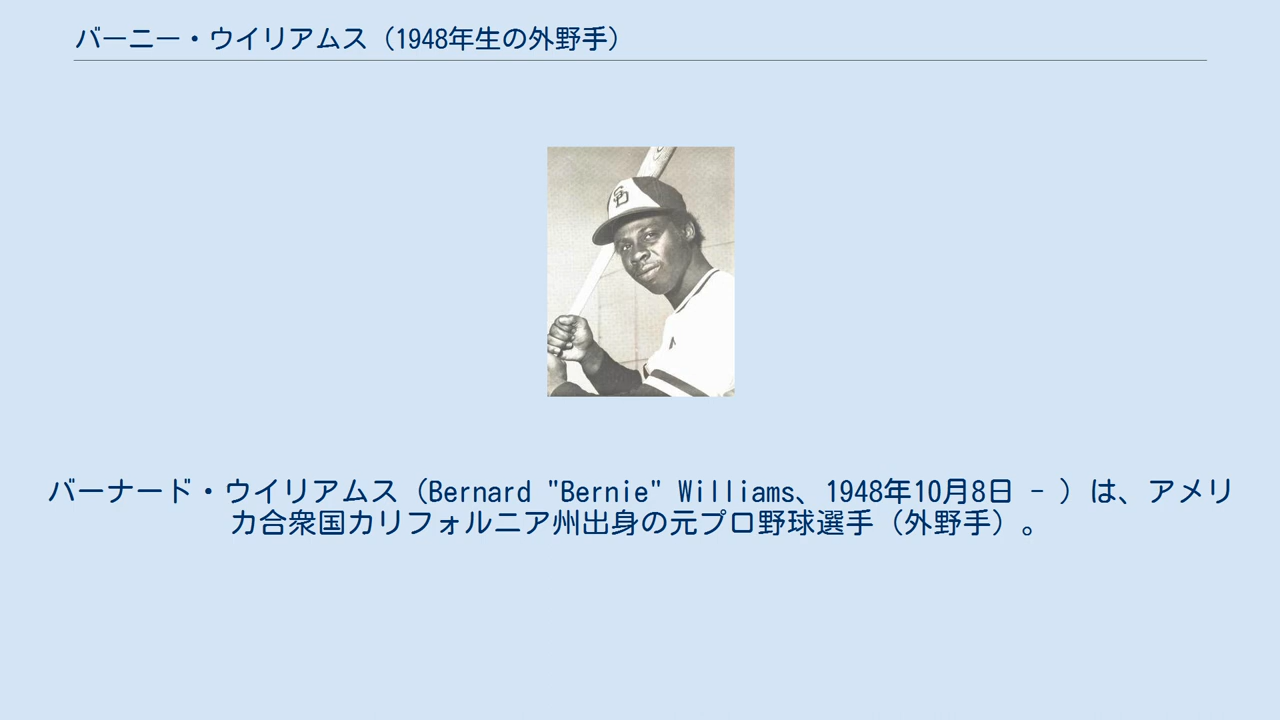 バーニー・ウイリアムス（1948年生の外野手）
SD
バーナード・ウイリアムス（Bernard "Bernie" Williams、1948年10月8日 - ）は、アメリ
カ合衆国カリフォルニア州出身の元プロ野球選手（外野手）。